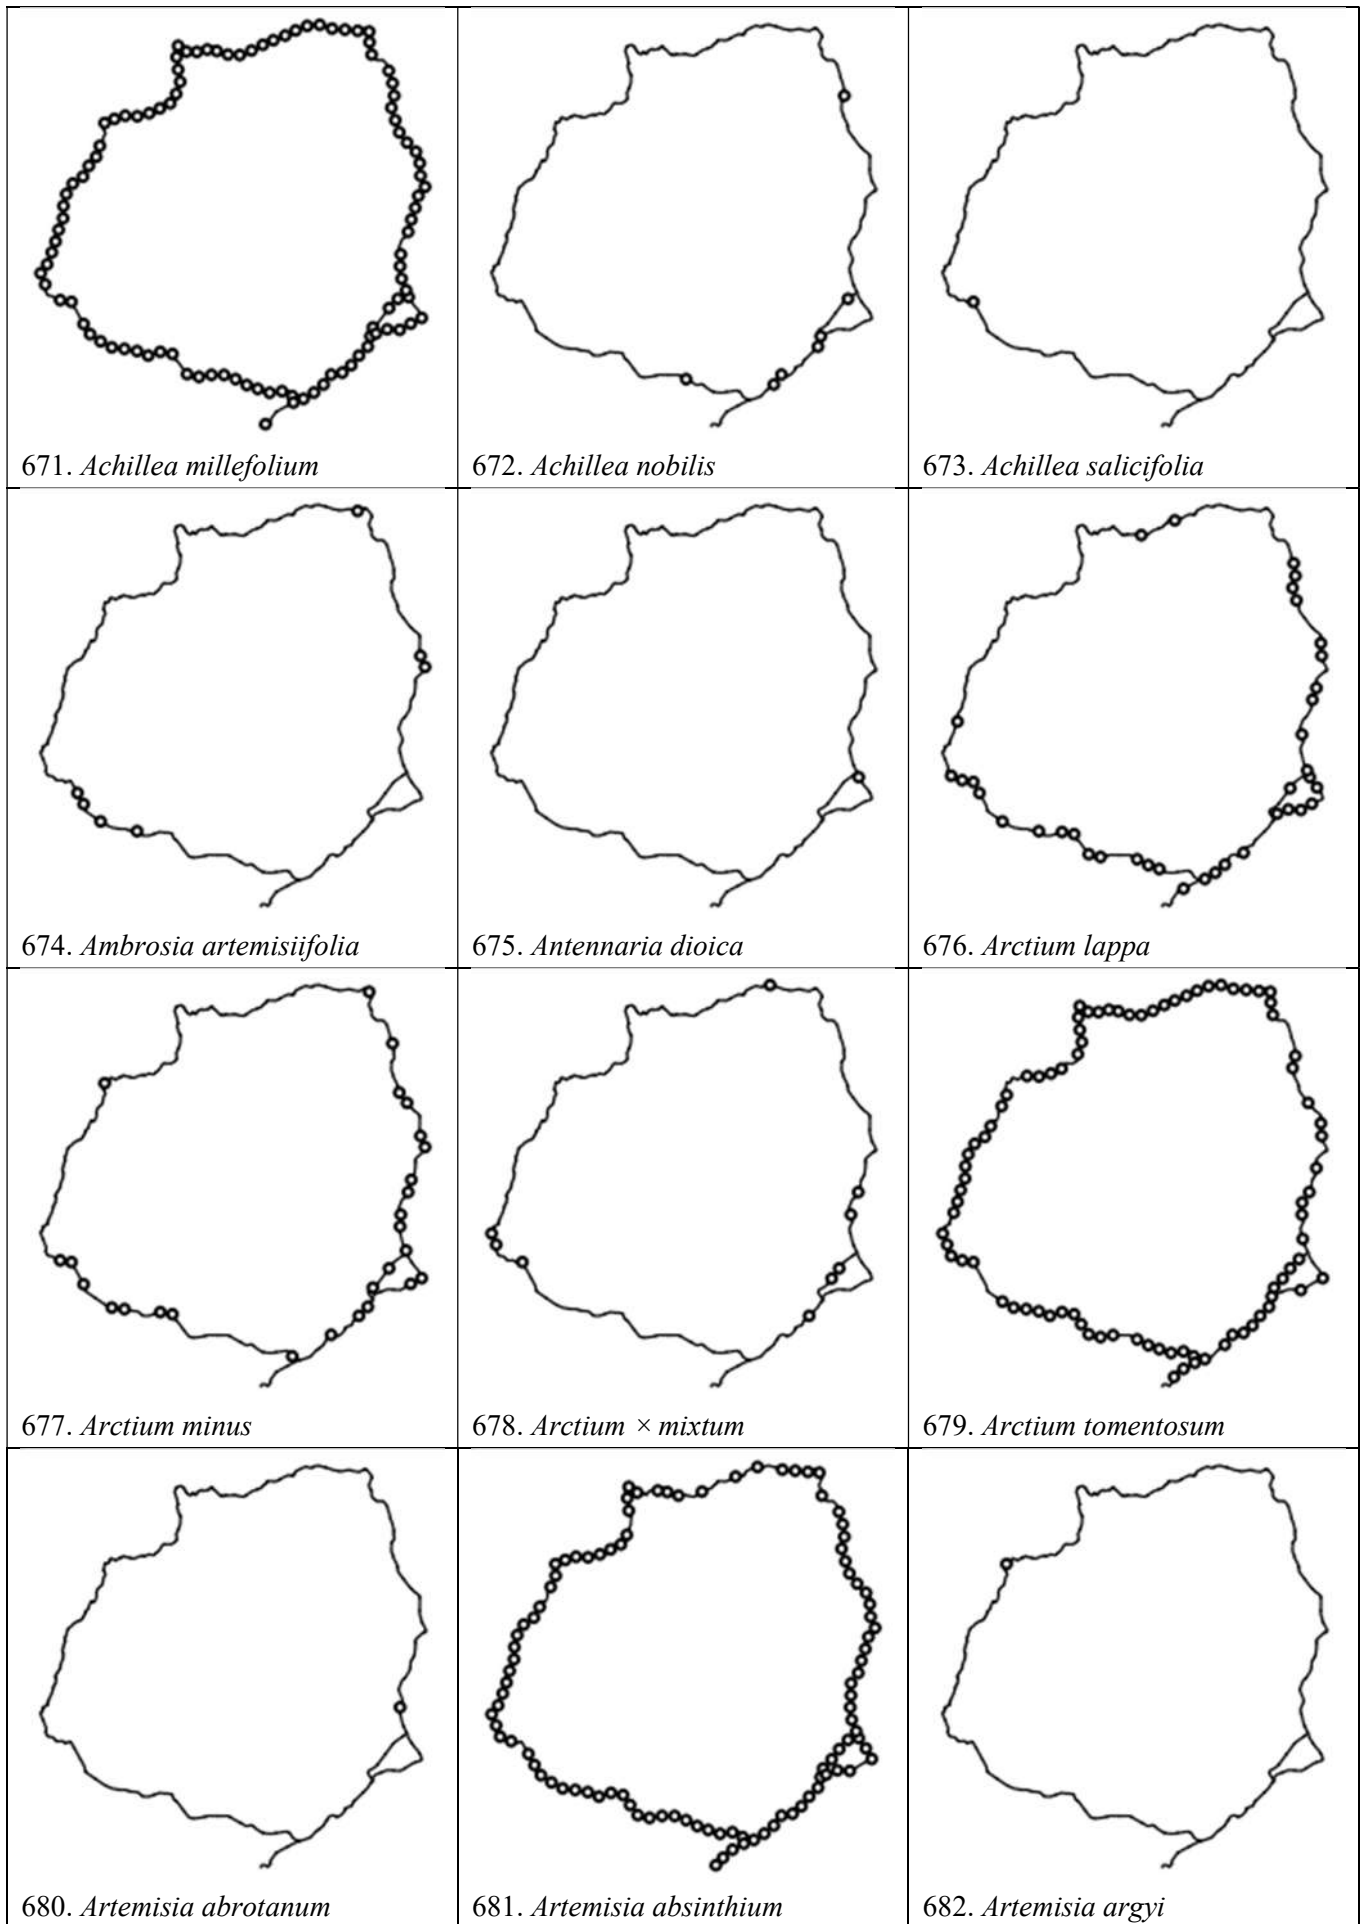 671. Achillea millefolium
672. Achillea nobilis
673. Achillea salicifolia
674. Ambrosia artemisiifolia
675. Antennaria dioica
676. Arctium lappa
677. Arctium minus
678. Arctium × mixtum
679. Arctium tomentosum
680. Artemisia abrotanum
681. Artemisia absinthium
682. Artemisia argyi